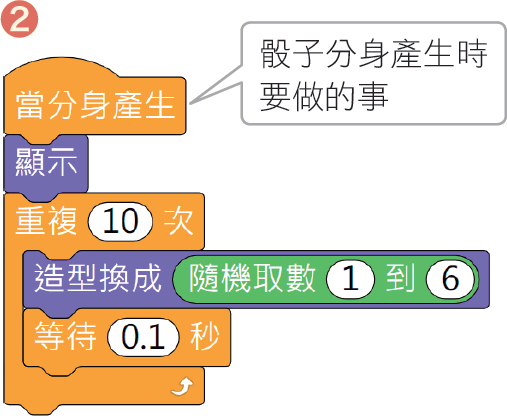 2
骰子分身產生時
要做的事
當分身產生
顯示
重複 10 次
造型換成 隨機取數 1 到 6
等待 0.1 秒